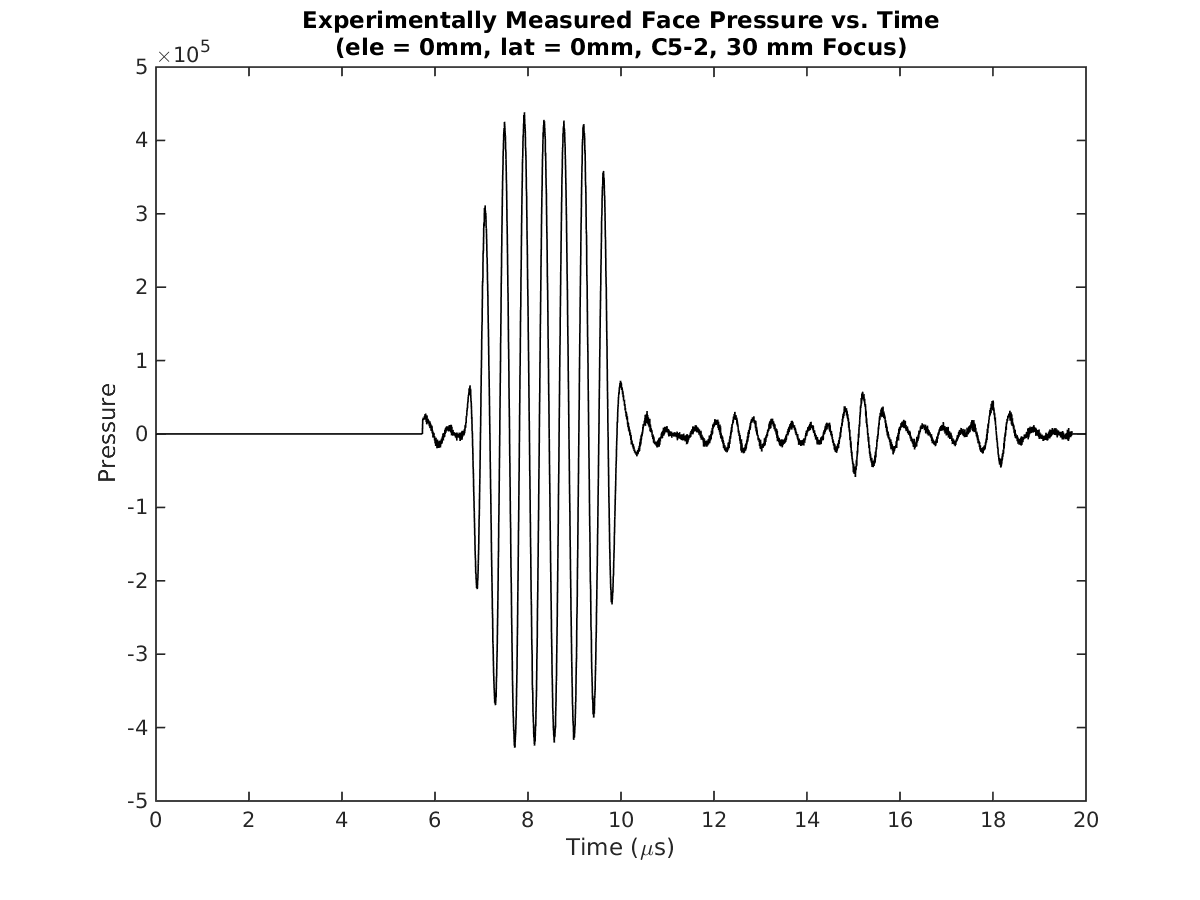 Experimentally Measured Face Pressure vs. Time
(ele = 0mm, lat = 0mm, C5-2, 30 mm Focus)
×10⁵
5
4
3
2
1
0
-1
-2
-3
-4
-5
Pressure
0 2 4 6 8 10 12 14 16 18 20
Time (μs)